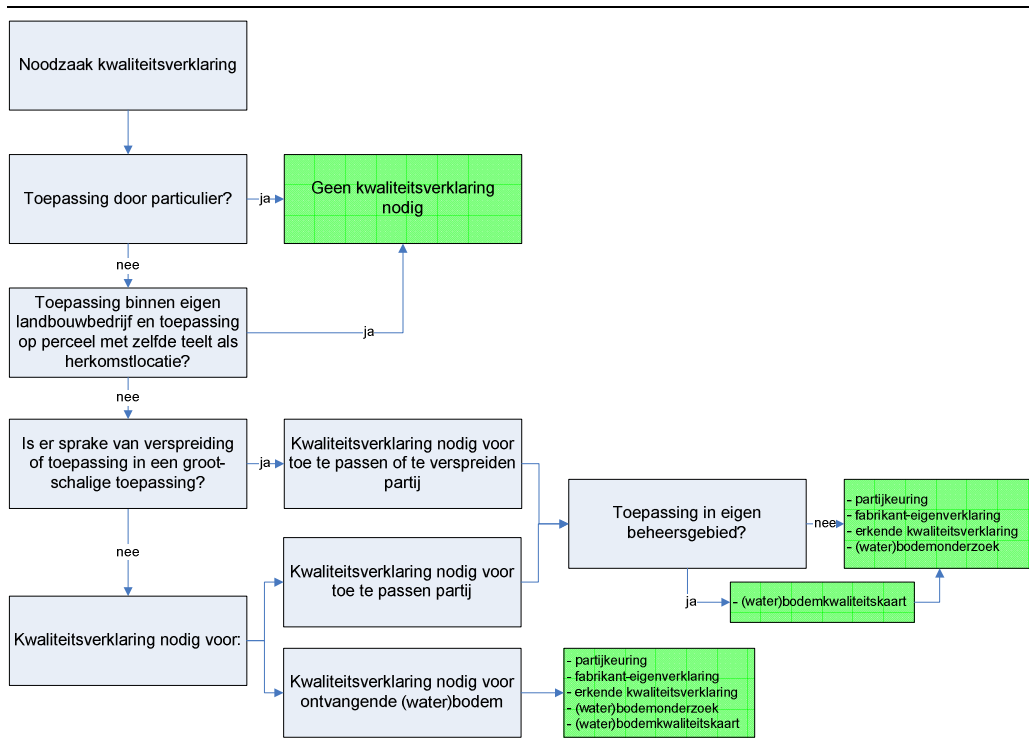 Noodzaak kwaliteitsverklaring
Toepassing door particulier?
ja
Geen kwaliteitsverklaring
nodig
nee
Toepassing binnen eigen
landbouwbedrijf en toepassing
op perceel met zelfde teelt als
herkomstlocatie?
ja
nee
Is er sprake van verspreiding
of toepassing in een groot-
schalige toepassing?
ja
Kwaliteitsverklaring nodig voor
toe te passen of te verspreiden
partij
Toepassing in eigen
beheersgebied?
nee
- partijkeuring
- fabrikant-eigenverklaring
- erkende kwaliteitsverklaring
- (water)bodemonderzoek
nee
Kwaliteitsverklaring nodig voor
toe te passen partij
ja
- (water)bodemkwaliteitskaart
Kwaliteitsverklaring nodig voor:
Kwaliteitsverklaring nodig voor
ontvangende (water)bodem
- partijkeuring
- fabrikant-eigenverklaring
- erkende kwaliteitsverklaring
- (water)bodemonderzoek
- (water)bodemkwaliteitskaart